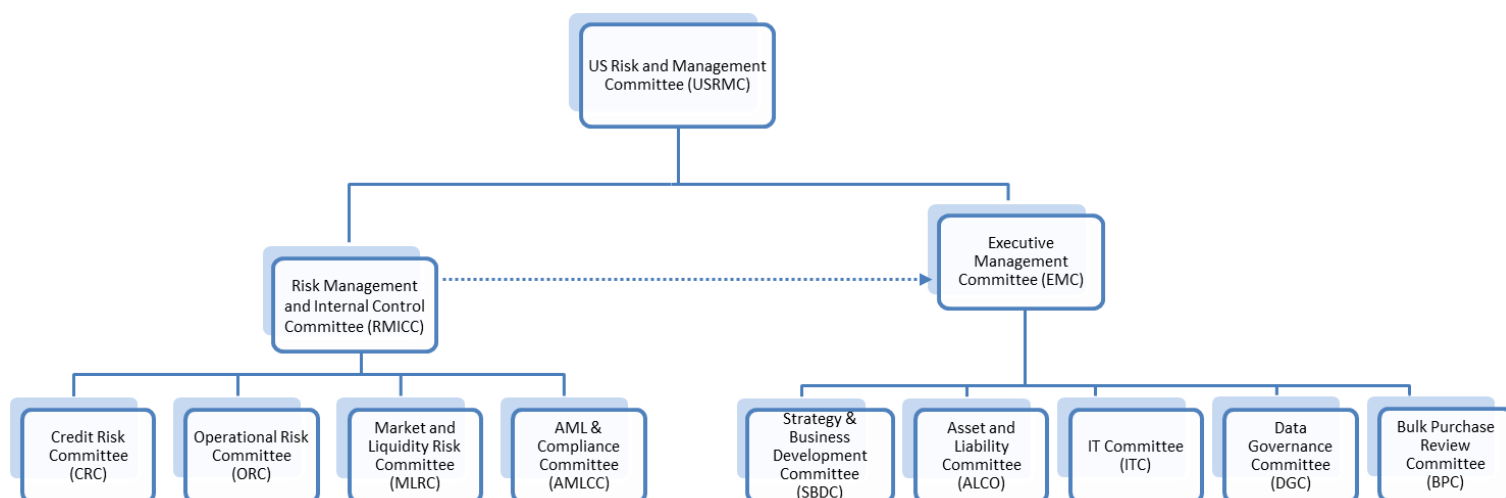 US Risk and Management
Committee (USRMC)
Executive
Management
Committee (EMC)
Risk Management
and Internal Control
Committee (RMICC)
Credit Risk
Committee
(CRC)
Operational Risk
Committee
(ORC)
Market and
Liquidity Risk
Committee
(MLRC)
AML &
Compliance
Committee
(AMLCC)
Strategy &
Business
Development
Committee
(SBDC)
Asset and
Liability
Committee
(ALCO)
IT Committee
(ITC)
Data
Governance
Committee
(DGC)
Bulk Purchase
Review
Committee
(BPC)